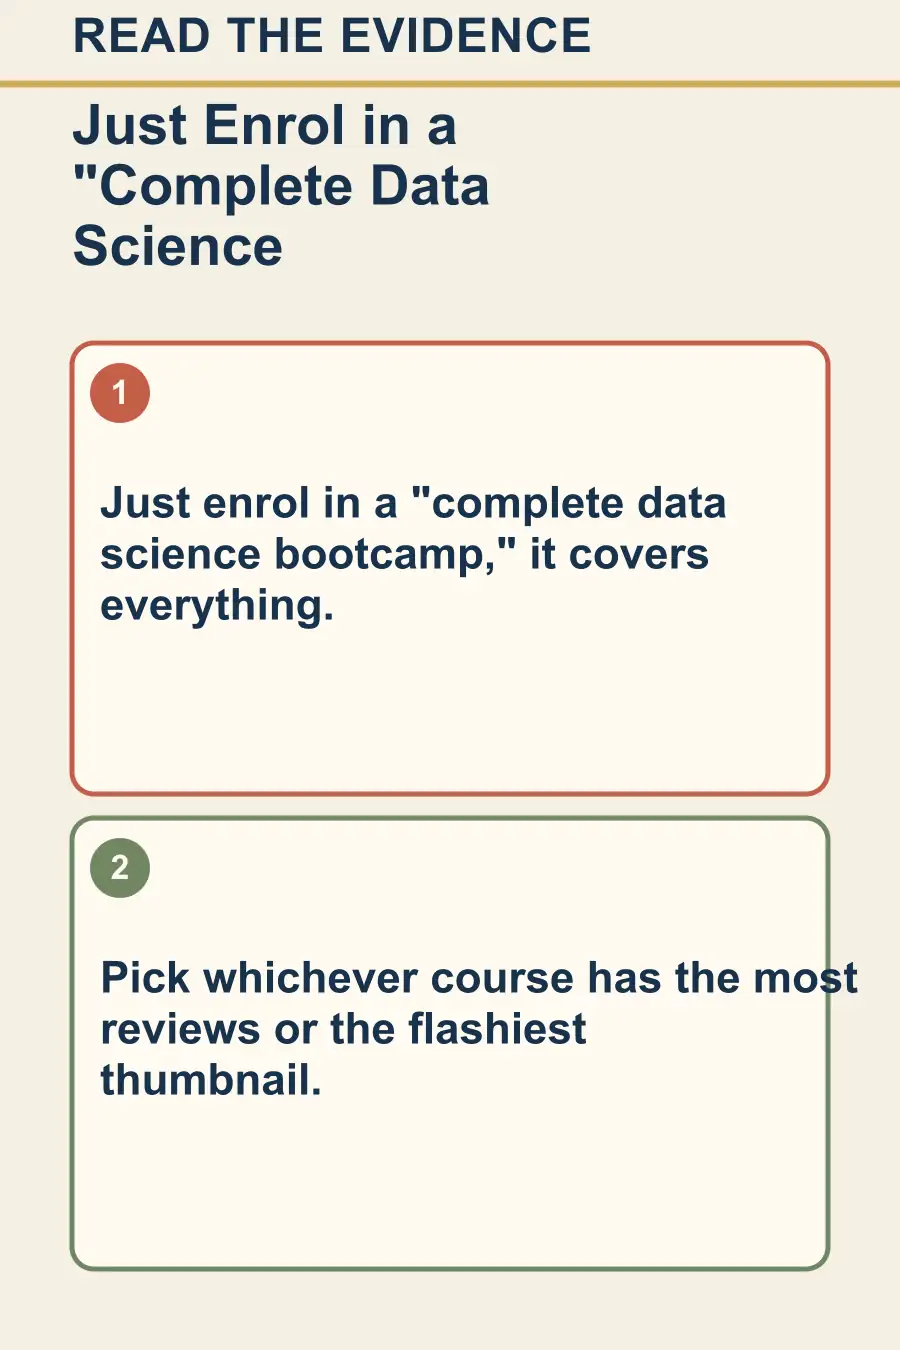 READ THE EVIDENCE
Just Enrol in a
"Complete Data
Science
1
Just enrol in a "complete data
science bootcamp," it covers
everything.
2
Pick whichever course has the most
reviews or the flashiest
thumbnail.